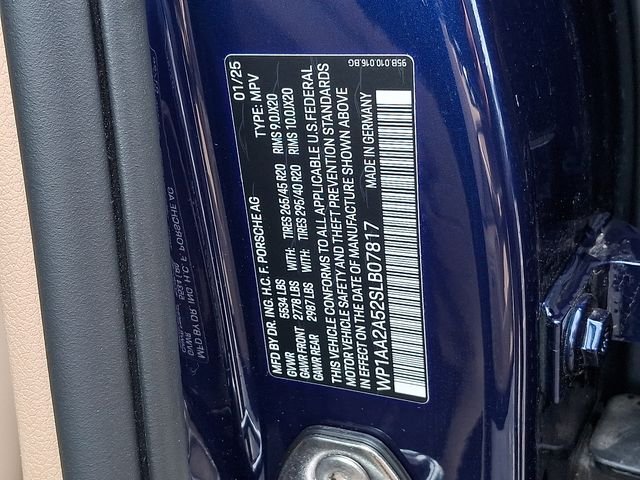 MFD BY DR. ING. H.C. F. PORSCHE AG 01/25
GVWR 5534 LBS TYPE: MPV
GAWR FRONT 2778 LBS WITH: TIRES 265/45 R20 RIMS 9.0JX20
GAWR REAR 2997 LBS WITH: TIRES 295/40 R20 RIMS 10.0JX20
THIS VEHICLE CONFORMS TO ALL APPLICABLE U.S. FEDERAL
MOTOR VEHICLE SAFETY AND THEFT PREVENTION STANDARDS
IN EFFECT ON THE DATE OF MANUFACTURE SHOWN ABOVE
WP1AA2A52SLB07817 MADE IN GERMANY
95B.010.016.BG